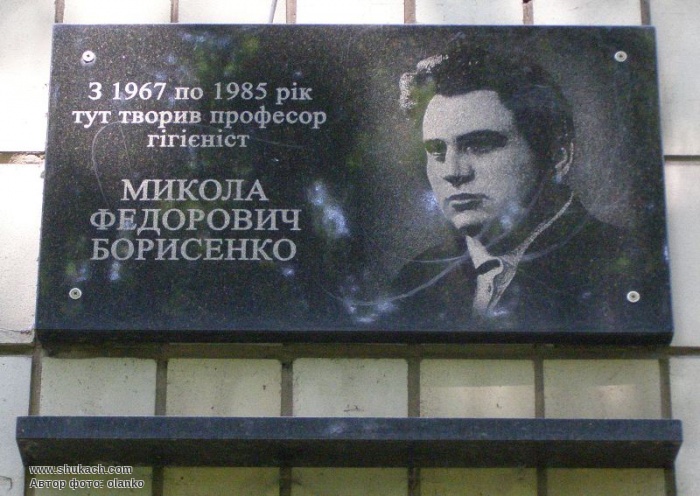 З 1967 по 1985 рік
тут творив професор
гігієніст
МИКОЛА
ФЕДОРОВИЧ
БОРИСЕНКО
www.shukach.com
Автор фото: olanko